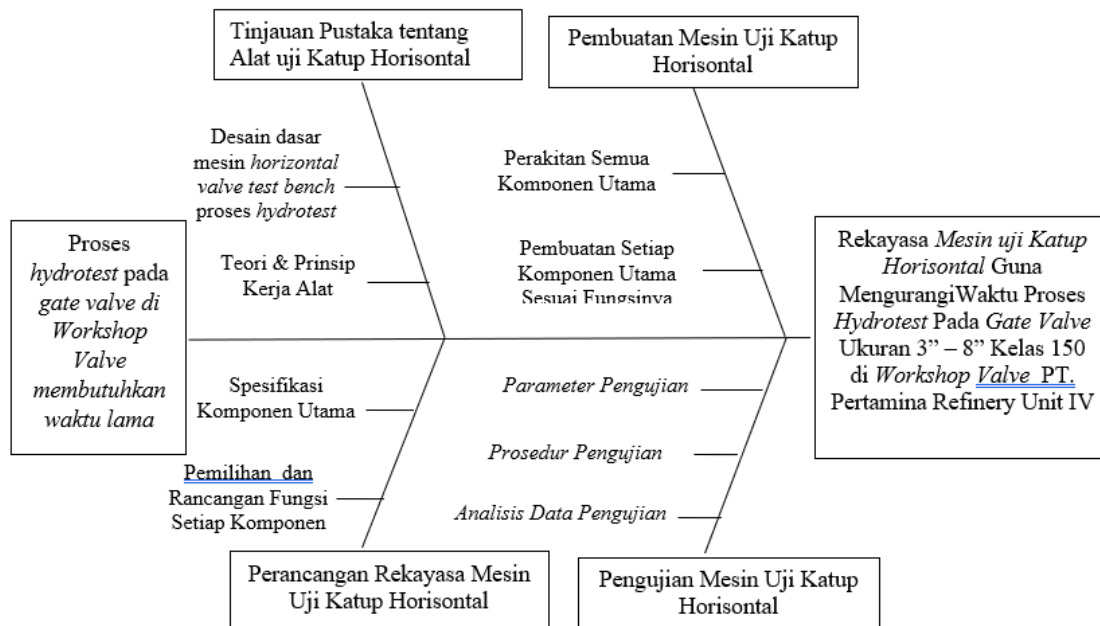 Tinjauan Pustaka tentang
Alat uji Katup Horisontal
Pembuatan Mesin Uji Katup
Horisontal
Desain dasar
mesin horizontal
valve test bench
proses hydrotest
Teori & Prinsip
Kerja Alat
Perakitan Semua
Komponen Utama
Pembuatan Setiap
Komponen Utama
Sesuai Fungsinya
Proses
hydrotest pada
gate valve di
Workshop
Valve
membutuhkan
waktu lama
Rekayasa Mesin uji Katup
Horisontal Guna
MengurangiWaktu Proses
Hydrotest Pada Gate Valve
Ukuran 3” – 8” Kelas 150
di Workshop Valve PT.
Pertamina Refinery Unit IV
Spesifikasi
Komponen Utama
Pemilihan dan
Rancangan Fungsi
Setiap Komponen
Parameter Pengujian
Prosedur Pengujian
Analisis Data Pengujian
Perancangan Rekayasa Mesin
Uji Katup Horisontal
Pengujian Mesin Uji Katup
Horisontal